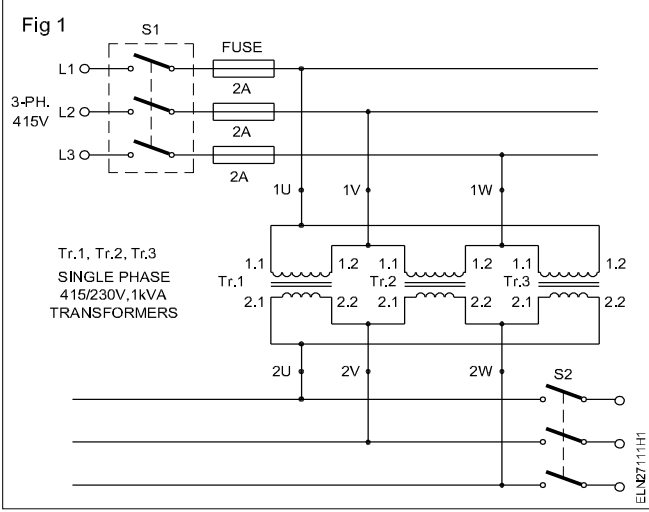 Fig 1
S1
FUSE
L1
2A
3-PH.
415V
L2
2A
L3
2A
1U 1V 1W
Tr.1, Tr.2, Tr.3
SINGLE PHASE
415/230V,1kVA
TRANSFORMERS
1.1 1.2 1.1 1.2 1.1 1.2
Tr.1 Tr.2 Tr.3
2.1 2.2 2.1 2.2 2.1 2.2
2U 2V 2W
S2
ELN27111H1